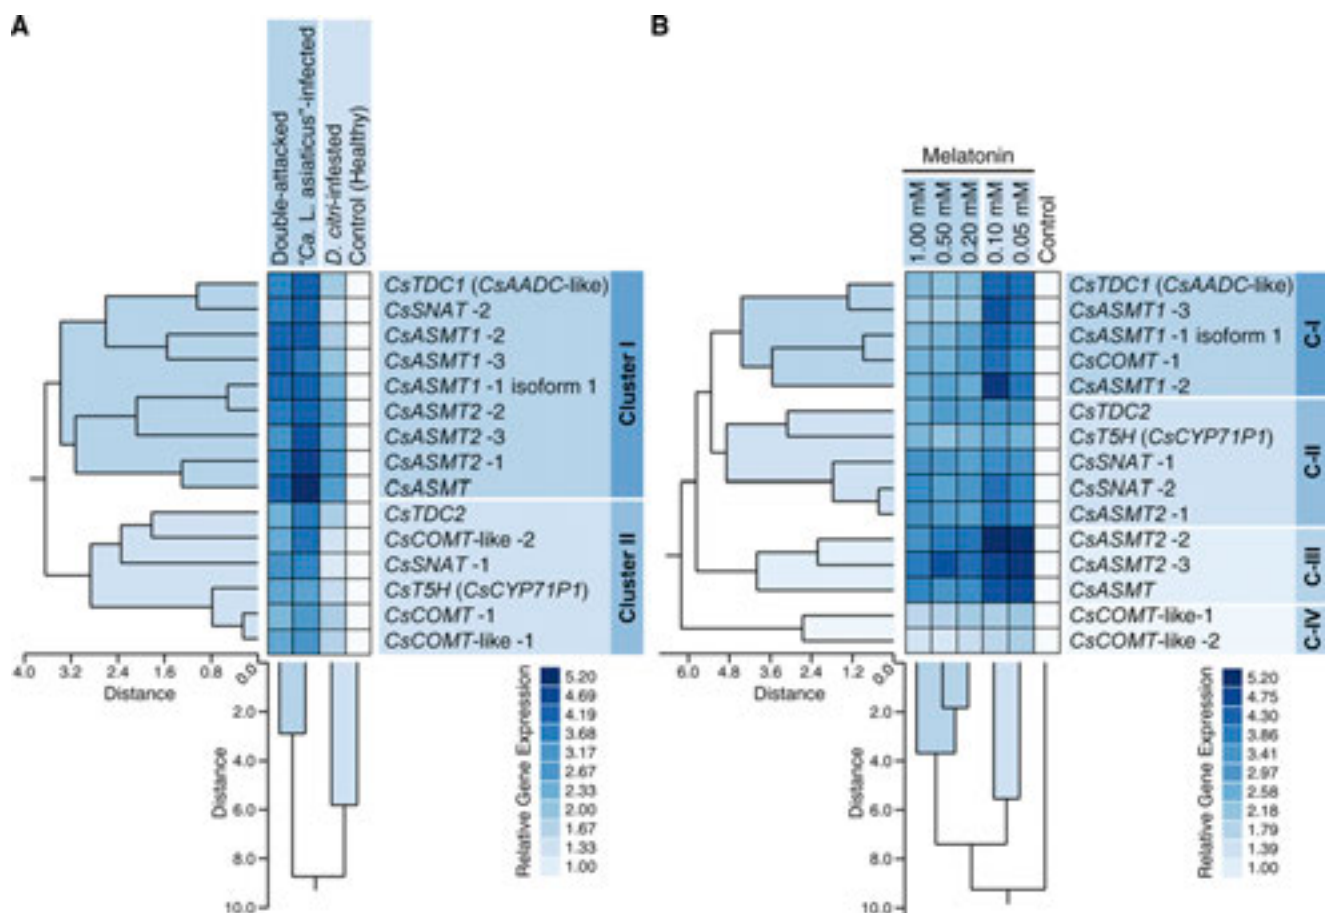 A
Double-attacked
"Ca. L. asiaticus"-infected
D. citri-infested
Control (Healthy)
CsTDC1 (CsAADC-like)
CsSNAT -2
CsASMT1 -2
CsASMT1 -3
CsASMT1 -1 isoform 1
CsASMT2 -2
CsASMT2 -3
CsASMT2 -1
CsASMT
CsTDC2
CsCOMT-like -2
CsSNAT -1
CsT5H (CsCYP71P1)
CsCOMT -1
CsCOMT-like -1
Cluster I
Cluster II
4.0 3.2 2.4 1.6 0.8 0.0
Distance
2.0
4.0
6.0
8.0
10.0
Distance
Relative Gene Expression
5.20
4.69
4.19
3.68
3.17
2.67
2.33
2.00
1.67
1.33
1.00
B
Melatonin
1.00 mM
0.50 mM
0.20 mM
0.10 mM
0.05 mM
Control
CsTDC1 (CsAADC-like)
CsASMT1 -3
CsASMT1 -1 isoform 1
CsCOMT -1
CsASMT1 -2
CsTDC2
CsT5H (CsCYP71P1)
CsSNAT -1
CsSNAT -2
CsASMT2 -1
CsASMT2 -2
CsASMT2 -3
CsASMT
CsCOMT-like-1
CsCOMT-like -2
C-I
C-II
C-III
C-IV
6.0 4.8 3.6 2.4 1.2 0.0
Distance
2.0
4.0
6.0
8.0
10.0
Distance
Relative Gene Expression
5.20
4.75
4.30
3.86
3.41
2.97
2.58
2.18
1.79
1.39
1.00